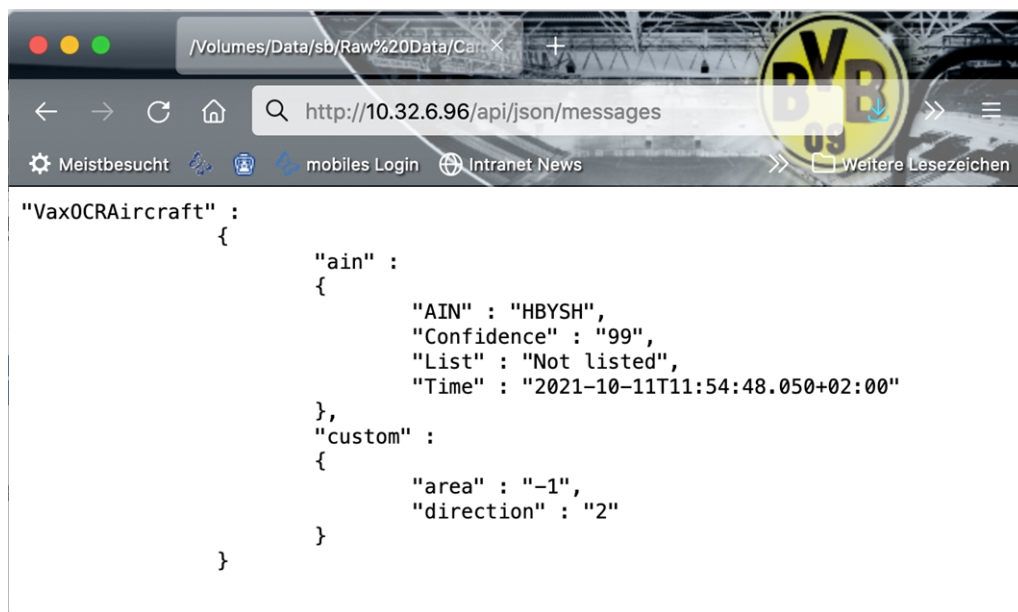 /Volumes/Data/sb/Raw%20Data/Car
http://10.32.6.96/api/json/messages
BVB
09
Meistbesucht mobiles Login Intranet News Weitere Lesezeichen
"VaxOCRAircraft" :
{
"ain" :
{
"AIN" : "HBYSH",
"Confidence" : "99",
"List" : "Not listed",
"Time" : "2021-10-11T11:54:48.050+02:00"
},
"custom" :
{
"area" : "-1",
"direction" : "2"
}
}